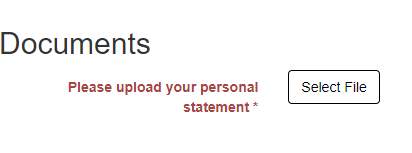 Documents
Please upload your personal
statement *
Select File